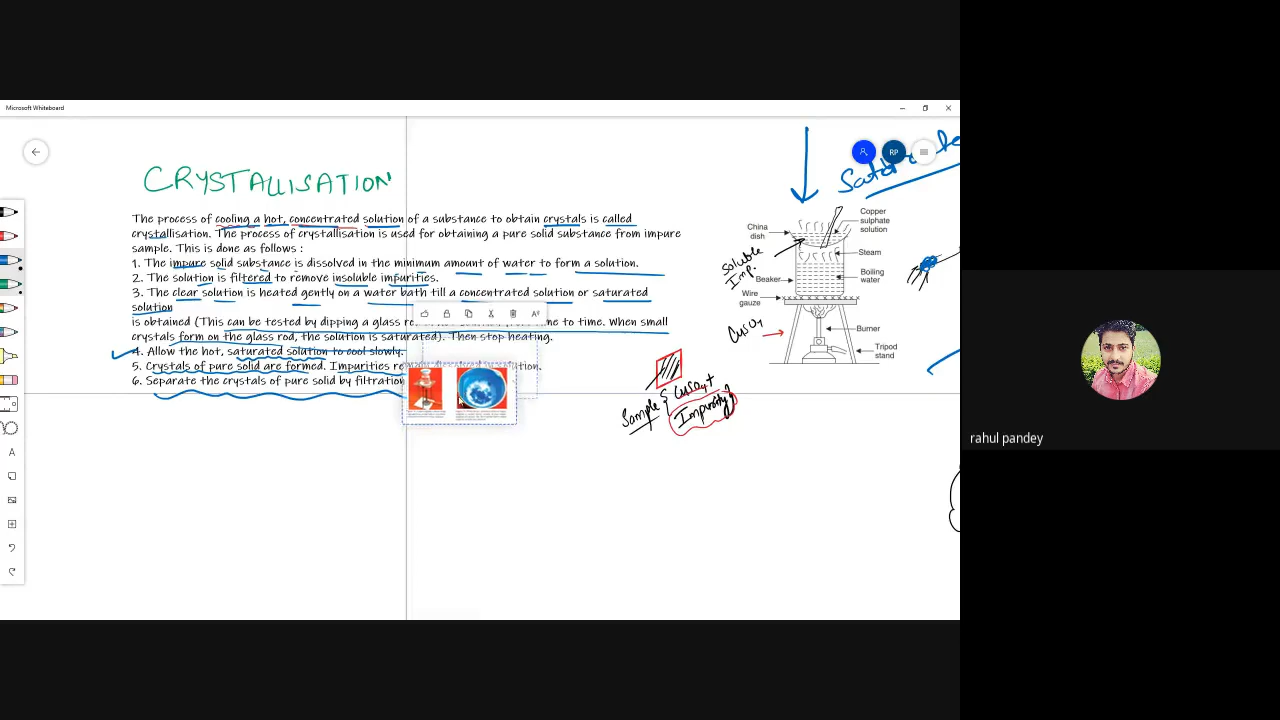 Microsoft Whiteboard
RP
CRYSTALLISATION
The process of cooling a hot, concentrated solution of a substance to obtain crystals is called
crystallisation. The process of crystallisation is used for obtaining a pure solid substance from impure
sample. This is done as follows :
1. The impure solid substance is dissolved in the minimum amount of water to form a solution.
2. The solution is filtered to remove insoluble impurities.
3. The clear solution is heated gently on a water bath till a concentrated solution or saturated
solution
is obtained (This can be tested by dipping a glass to time. When small
crystals form on the glass rod, the solution is saturated). Then stop heating.
4. Allow the hot, saturated solution to cool slowly.
5. Crystals of pure solid are formed. Impurities
6. Separate the crystals of pure solid by filtration
China
dish
Copper
sulphate
solution
Steam
Soluble
Imp.
Beaker
Boiling
water
Wire
gauze
CuSO4
Burner
Tripod
stand
Sample { CuSO4 +
Impurity }
A
rahul pandey